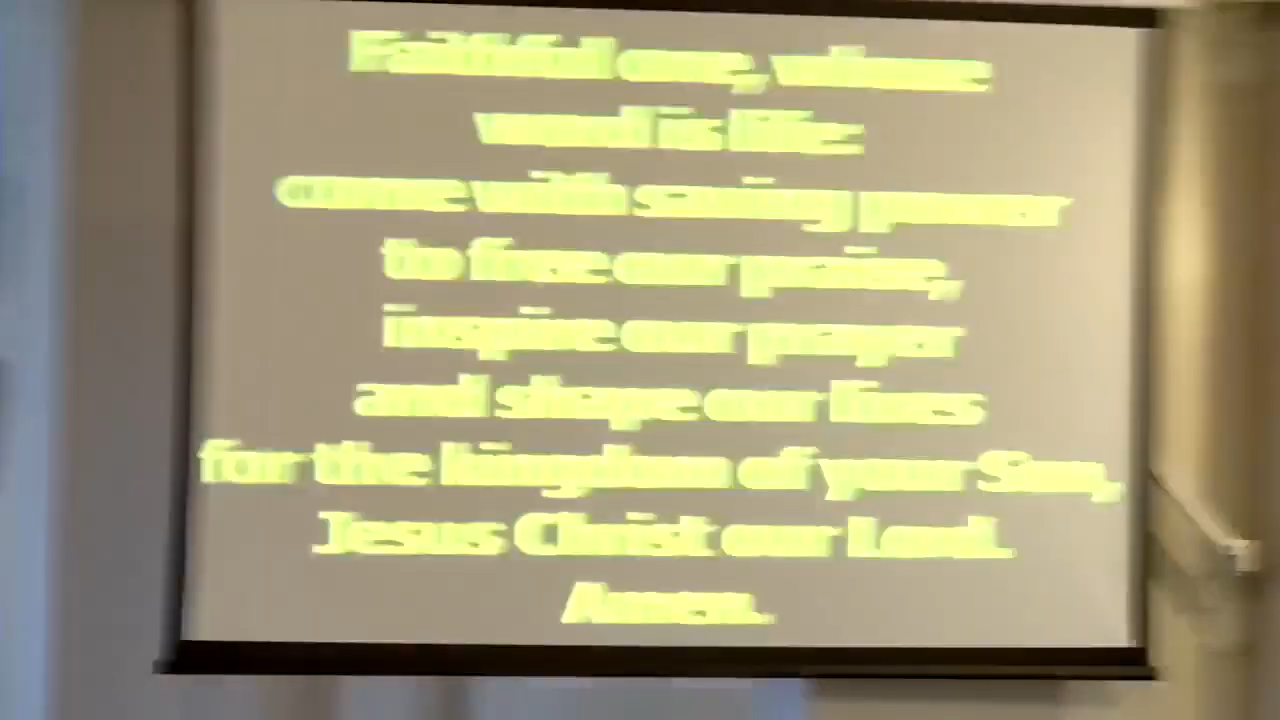 Faithful one, whose
word is life:
come with saving power
to free our praise,
inspire our prayer
and shape our lives
for the kingdom of your Son,
Jesus Christ our Lord.
Amen.